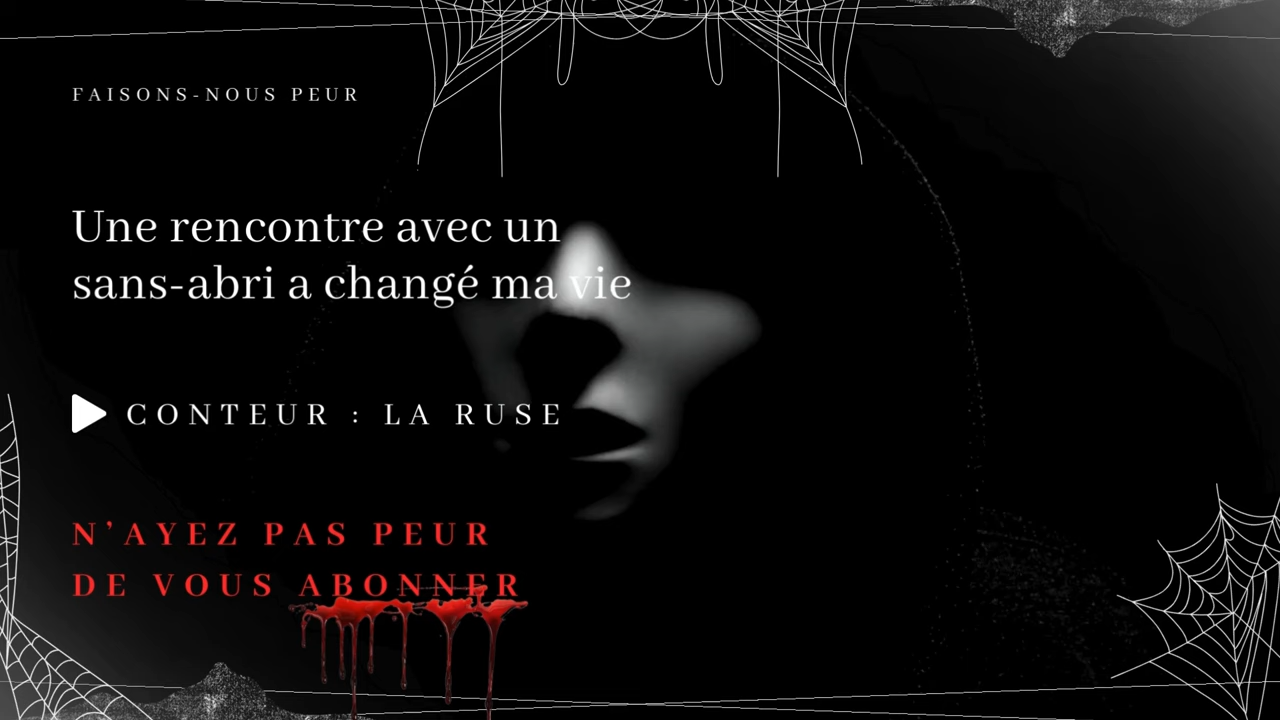 FAISONS-NOUS PEUR
Une rencontre avec un
sans-abri a changé ma vie
CONTEUR : LA RUSE
N’AYEZ PAS PEUR
DE VOUS ABONNER